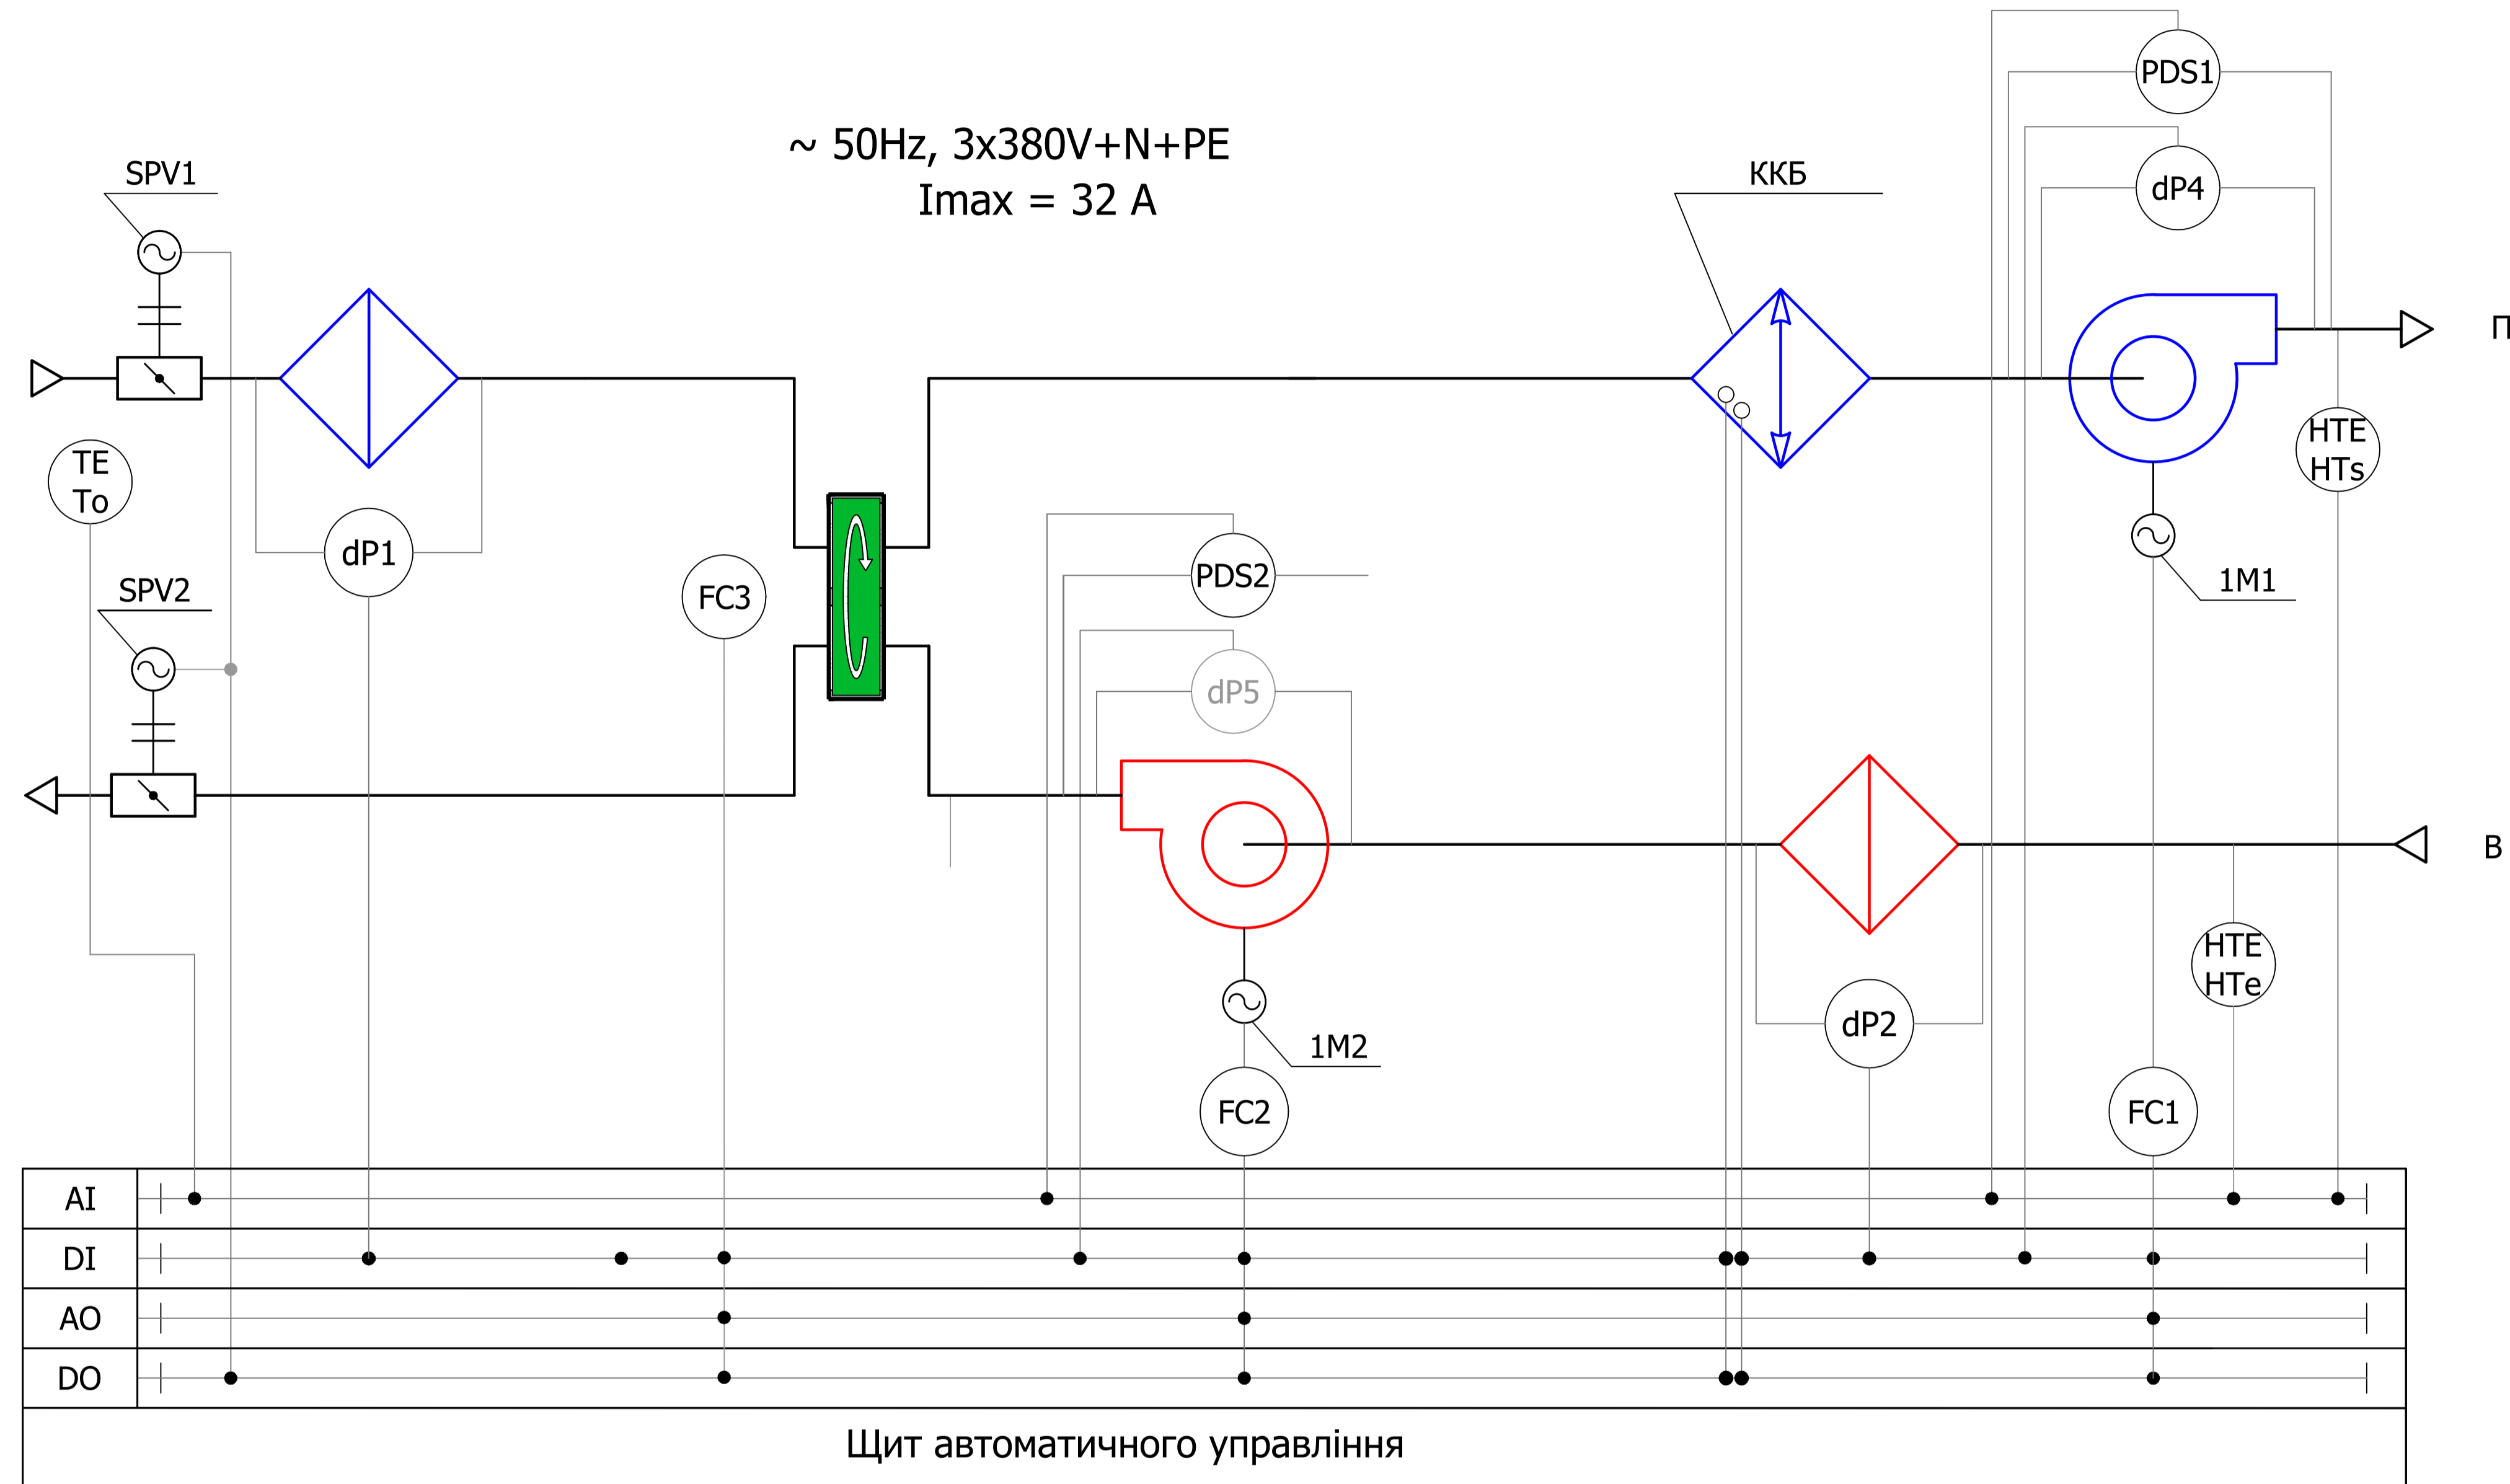 PDS1
~ 50Hz, 3x380V+N+PE
SPV1
ККБ
dP4
Imax = 32 A
П
TE
To
HTE
HTs
dP1
PDS2
1M1
SPV2
FC3
dP5
В
HTE
HTe
dP2
1M2
FC2
FC1
AI
DI
AO
DO
Щит автоматичного управління